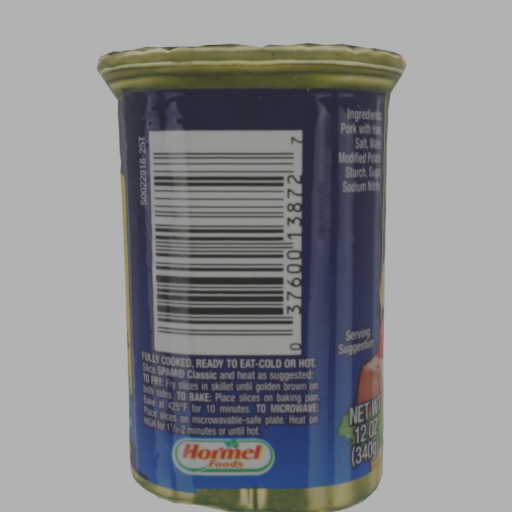 50022918-25T
0 37600 13872 7
Ingredients:
Pork with Ham,
Salt, Water,
Modified Potato
Starch, Sugar,
Sodium Nitrite
Serving
Suggestion
FULLY COOKED, READY TO EAT-COLD OR HOT.
Slice SPAM® Classic and heat as suggested:
TO FRY: Fry slices in skillet until golden brown on
both sides. TO BAKE: Place slices on baking pan.
Bake at 425°F for 10 minutes. TO MICROWAVE:
Place slices on microwavable-safe plate. Heat on
HIGH for 1½-2 minutes or until hot.
Hormel
Foods
NET WT
12 OZ
(340g)